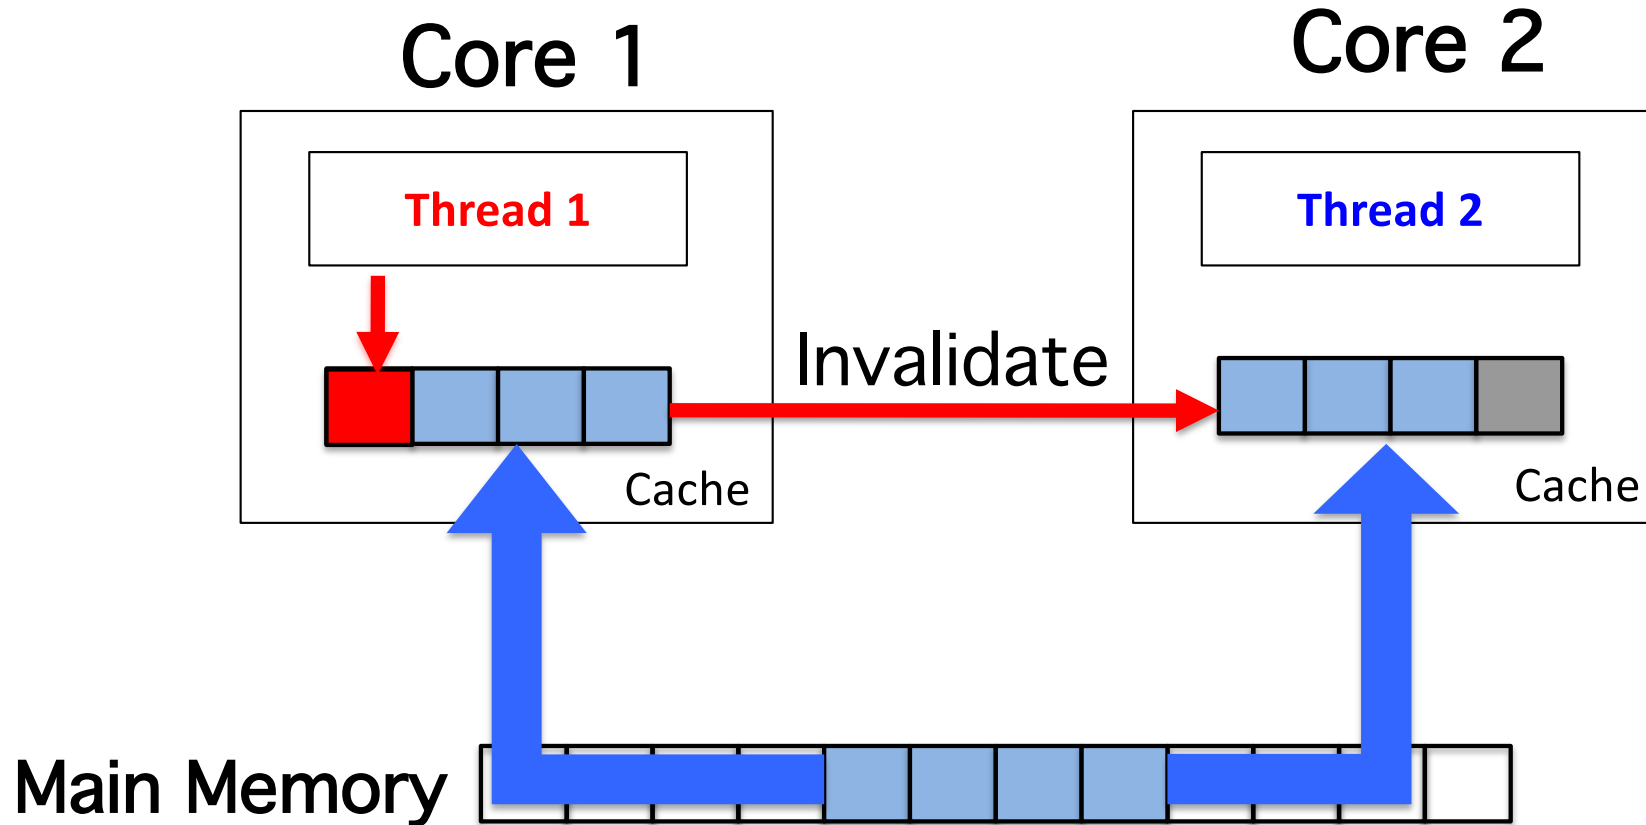 Core 1
Core 2
Thread 1
Thread 2
Invalidate
Cache
Cache
Main Memory